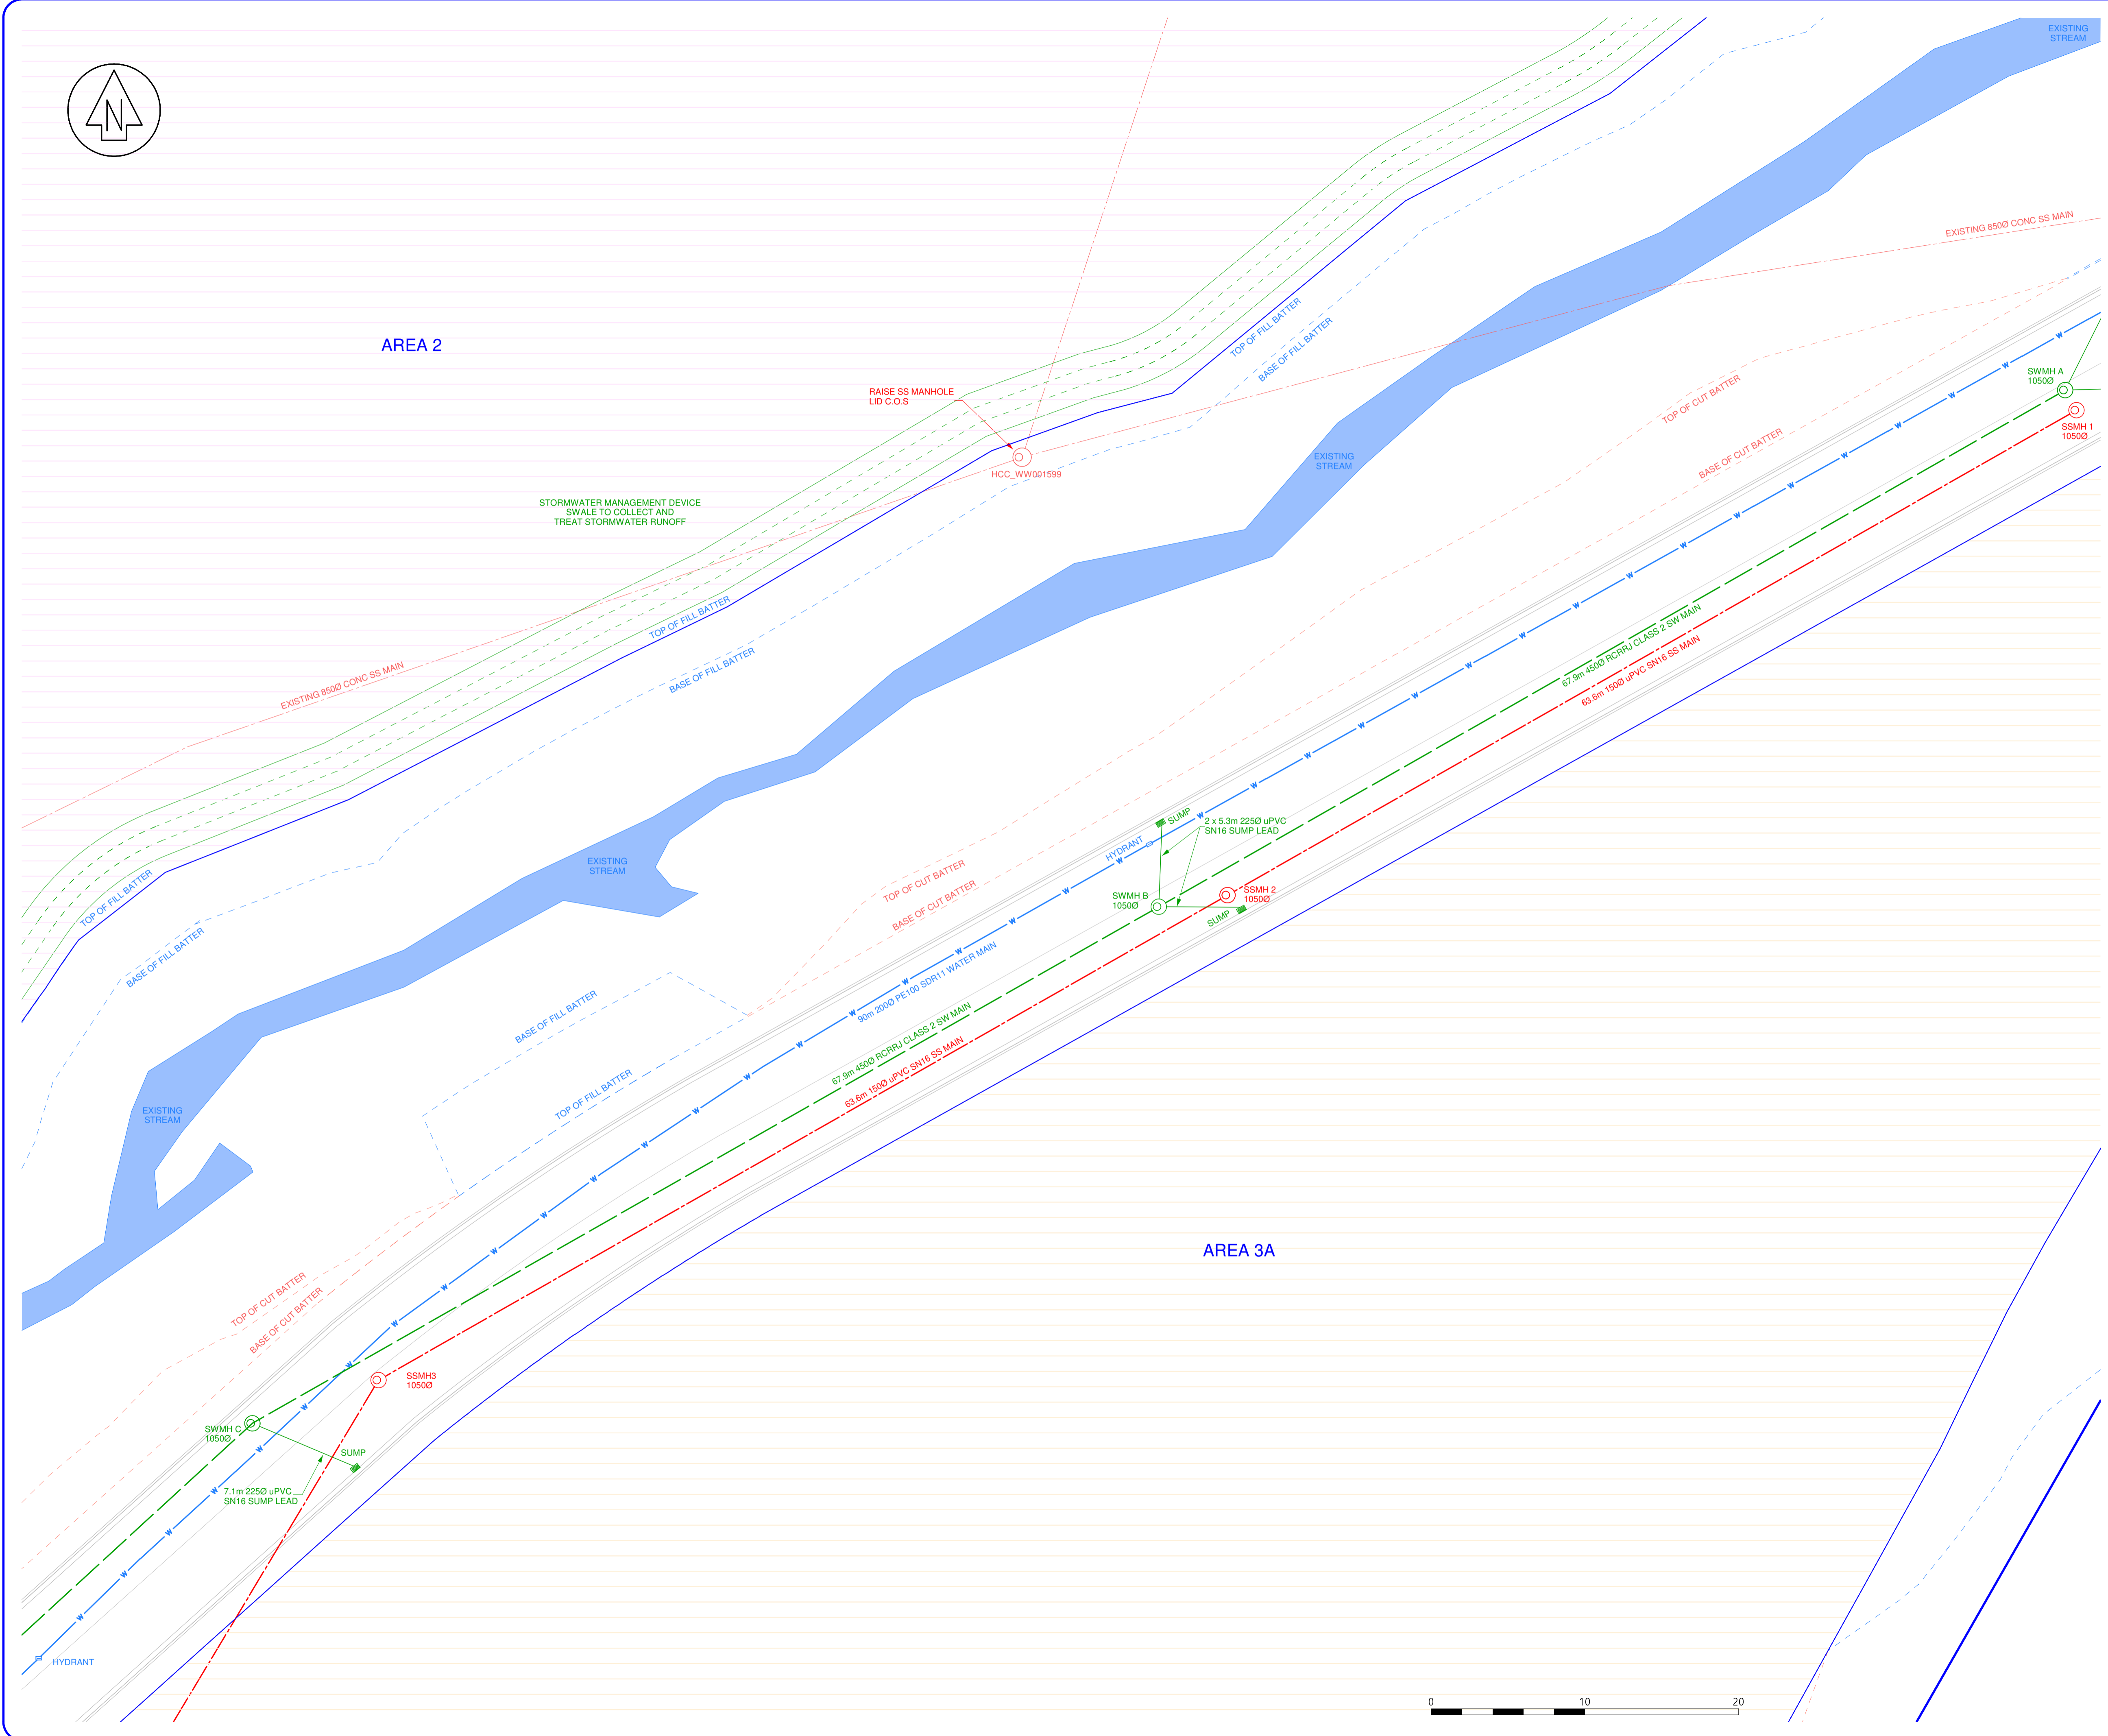 EXISTING
STREAM
N
EXISTING 850Ø CONC SS MAIN
AREA 2
TOP OF FILL BATTER
BASE OF FILL BATTER
SWMH A
1050Ø
RAISE SS MANHOLE
LID C.O.S
TOP OF CUT BATTER
SSMH 1
1050Ø
BASE OF CUT BATTER
EXISTING
STREAM
HCC_WW001599
STORMWATER MANAGEMENT DEVICE
SWALE TO COLLECT AND
TREAT STORMWATER RUNOFF
TOP OF FILL BATTER
67.9m 450Ø RCRRJ CLASS 2 SW MAIN
63.6m 150Ø uPVC SN16 SS MAIN
EXISTING 850Ø CONC SS MAIN
BASE OF FILL BATTER
SUMP
2 x 5.3m 225Ø uPVC
SN16 SUMP LEAD
HYDRANT
EXISTING
STREAM
TOP OF CUT BATTER
SSMH 2
1050Ø
SWMH B
1050Ø
BASE OF CUT BATTER
SUMP
TOP OF FILL BATTER
BASE OF FILL BATTER
90m 200Ø PE100 SDR11 WATER MAIN
BASE OF FILL BATTER
67.9m 450Ø RCRRJ CLASS 2 SW MAIN
63.6m 150Ø uPVC SN16 SS MAIN
TOP OF FILL BATTER
EXISTING
STREAM
AREA 3A
TOP OF CUT BATTER
BASE OF CUT BATTER
SSMH3
1050Ø
SWMH C
1050Ø
SUMP
7.1m 225Ø uPVC
SN16 SUMP LEAD
HYDRANT
0 10 20
W W W W W W W W W W W W W W W W W W W W W W W W W W W W W W W W W W W W W W W